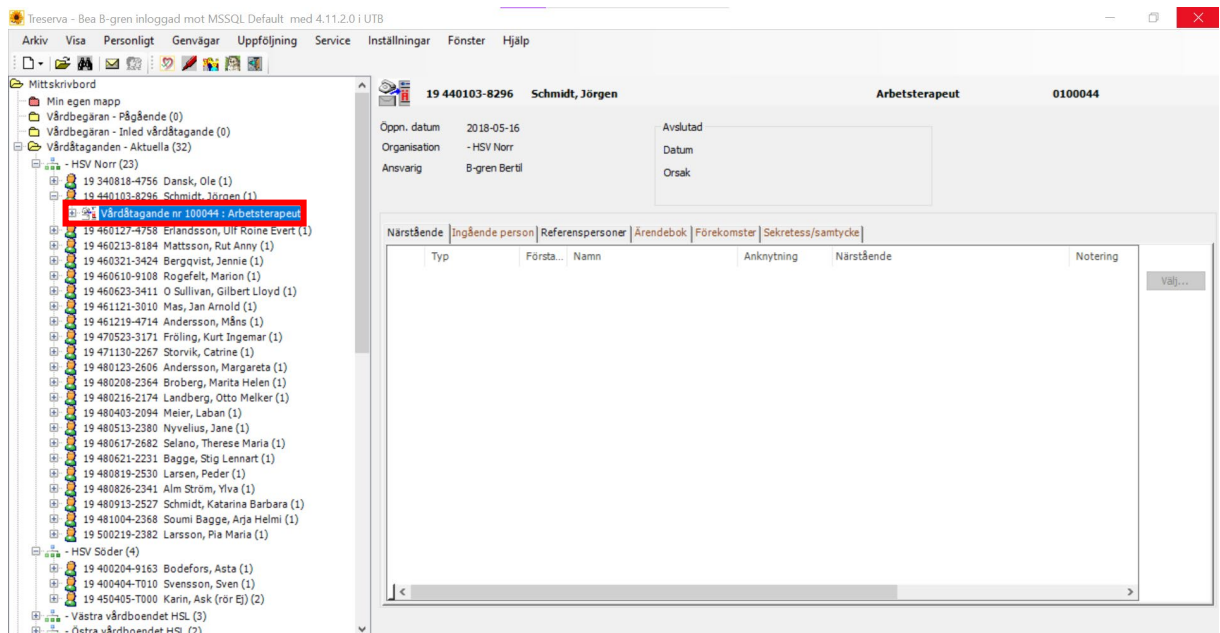 Treserva - Bea B-gren inloggad mot MSSQL Default med 4.11.2.0 i UTB
Arkiv Visa Personligt Genvägar Uppföljning Service Inställningar Fönster Hjälp
Mittskrivbord
Min egen mapp
Vårdbegäran - Pågående (0)
Vårdbegäran - Inled vårdåtagande (0)
Vårdåtaganden - Aktuella (32)
- HSV Norr (23)
19 340818-4756 Dansk, Ole (1)
19 440103-8296 Schmidt, Jörgen (1)
Vårdåtagande nr 100044 : Arbetsterapeut
19 460127-4758 Erlandsson, Ulf Roine Evert (1)
19 460213-8184 Mattsson, Rut Anny (1)
19 460321-3424 Bergqvist, Jennie (1)
19 460610-9108 Rogefelt, Marion (1)
19 460623-3411 O Sullivan, Gilbert Lloyd (1)
19 461121-3010 Mas, Jan Arnold (1)
19 461219-4714 Andersson, Måns (1)
19 470523-3171 Fröling, Kurt Ingemar (1)
19 471130-2267 Storvik, Catrine (1)
19 480123-2606 Andersson, Margareta (1)
19 480208-2364 Broberg, Marita Helen (1)
19 480216-2174 Landberg, Otto Melker (1)
19 480403-2094 Meier, Laban (1)
19 480513-2380 Nyvelius, Jane (1)
19 480617-2682 Selano, Therese Maria (1)
19 480621-2231 Bagge, Stig Lennart (1)
19 480819-2530 Larsen, Peder (1)
19 480826-2341 Alm Ström, Ylva (1)
19 480913-2527 Schmidt, Katarina Barbara (1)
19 481004-2368 Soumi Bagge, Arja Helmi (1)
19 500219-2382 Larsson, Pia Maria (1)
- HSV Söder (4)
19 400204-9163 Bodefors, Asta (1)
19 400404-T010 Svensson, Sven (1)
19 450405-T000 Karin, Ask (rör Ej) (2)
- Västra vårdboendet HSL (3)
- Östra vårdboendet HSL (2)
19 440103-8296 Schmidt, Jörgen Arbetsterapeut 0100044
Öppn. datum 2018-05-16
Organisation - HSV Norr
Ansvarig B-gren Bertil
Avslutad
Datum
Orsak
Närstående Ingående person Referenspersoner Ärendebok Förekomster Sekretess/samtycke
Typ Första... Namn Anknytning Närstående Notering
Välj...